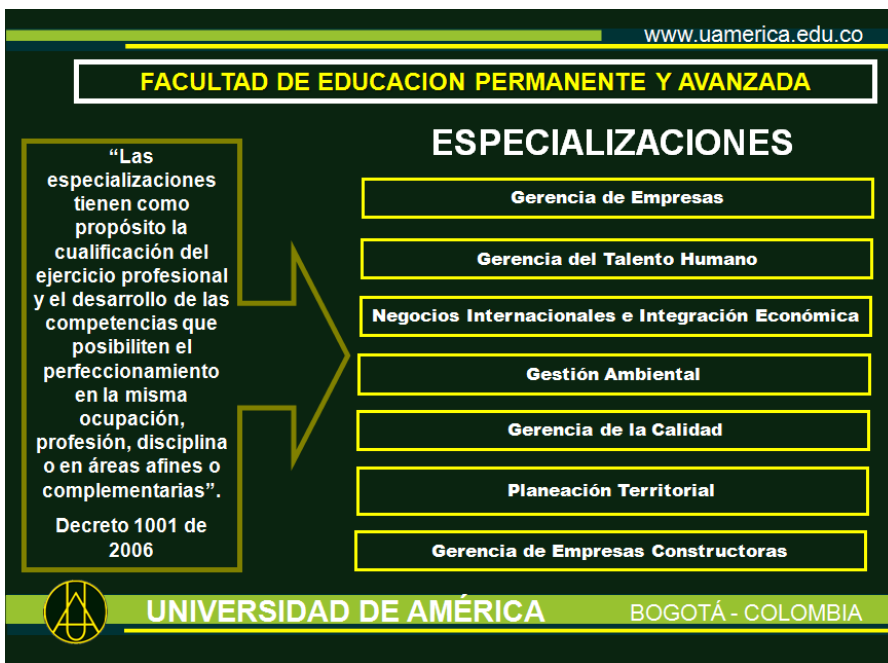 www.uamerica.edu.co
FACULTAD DE EDUCACION PERMANENTE Y AVANZADA
“Las
especializaciones
tienen como
propósito la
cualificación del
ejercicio profesional
y el desarrollo de las
competencias que
posibiliten el
perfeccionamiento
en la misma
ocupación,
profesión, disciplina
o en áreas afines o
complementarias”.
Decreto 1001 de
2006
ESPECIALIZACIONES
Gerencia de Empresas
Gerencia del Talento Humano
Negocios Internacionales e Integración Económica
Gestión Ambiental
Gerencia de la Calidad
Planeación Territorial
Gerencia de Empresas Constructoras
UNIVERSIDAD DE AMÉRICA
BOGOTÁ - COLOMBIA